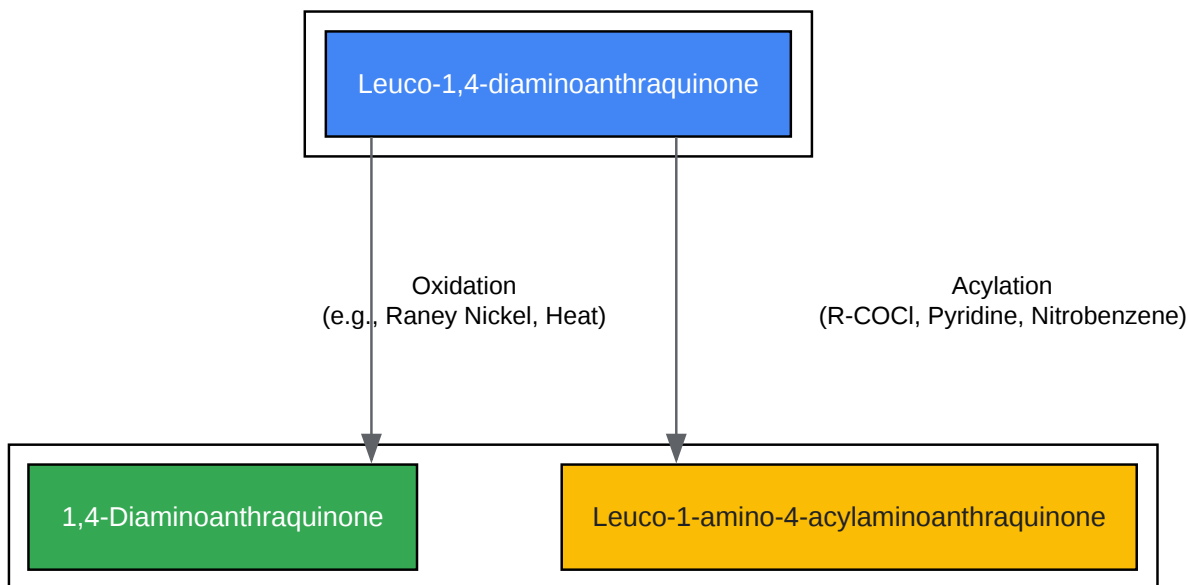 Leuco-1,4-diaminoanthraquinone
Oxidation
(e.g., Raney Nickel, Heat)
Acylation
(R-COCl, Pyridine, Nitrobenzene)
1,4-Diaminoanthraquinone
Leuco-1-amino-4-acylaminoanthraquinone